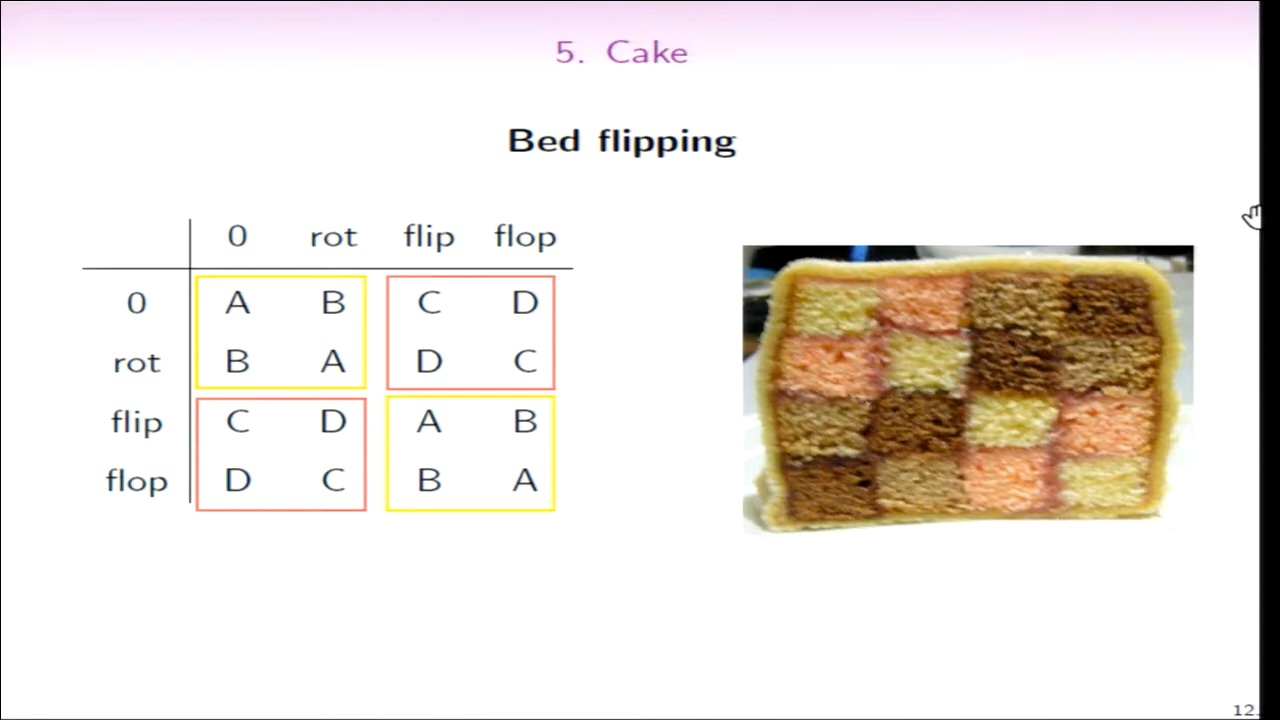 5. Cake
Bed flipping
0 rot flip flop
0 A B C D
rot B A D C
flip C D A B
flop D C B A
12.